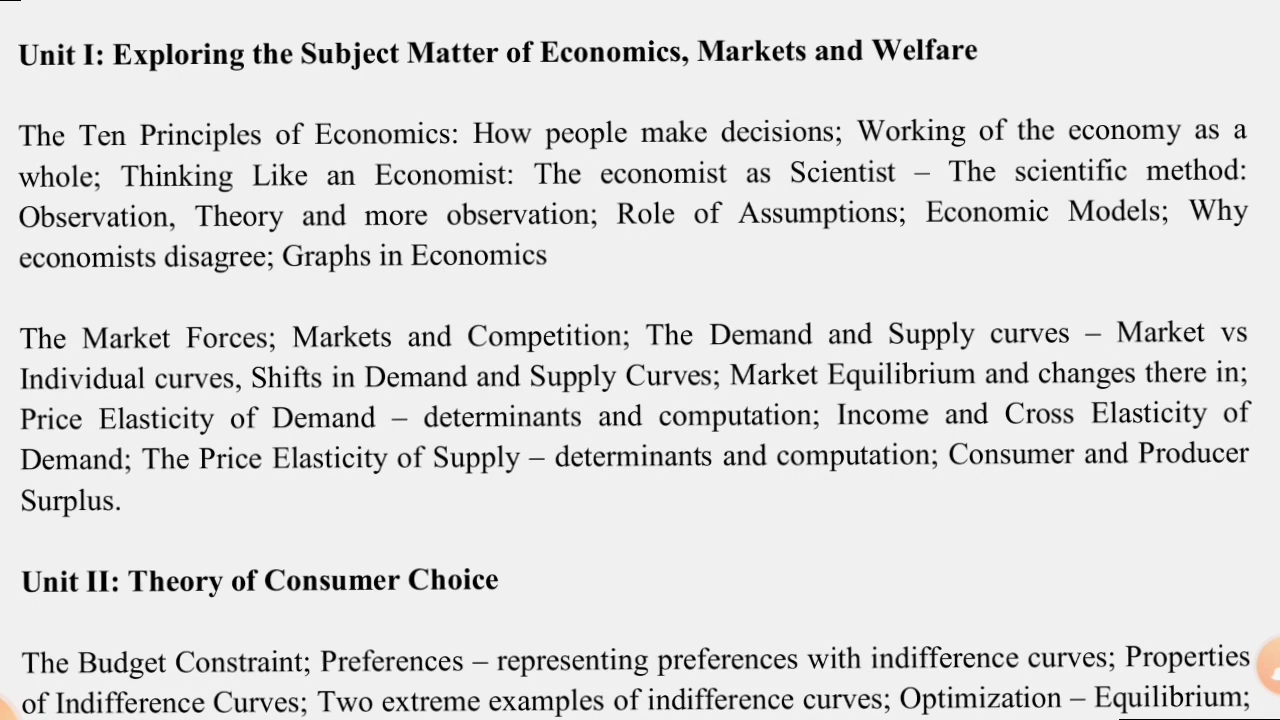 Unit I: Exploring the Subject Matter of Economics, Markets and Welfare
The Ten Principles of Economics: How people make decisions; Working of the economy as a
whole; Thinking Like an Economist: The economist as Scientist – The scientific method:
Observation, Theory and more observation; Role of Assumptions; Economic Models; Why
economists disagree; Graphs in Economics
The Market Forces; Markets and Competition; The Demand and Supply curves – Market vs
Individual curves, Shifts in Demand and Supply Curves; Market Equilibrium and changes there in;
Price Elasticity of Demand – determinants and computation; Income and Cross Elasticity of
Demand; The Price Elasticity of Supply – determinants and computation; Consumer and Producer
Surplus.
Unit II: Theory of Consumer Choice
The Budget Constraint; Preferences – representing preferences with indifference curves; Properties
of Indifference Curves; Two extreme examples of indifference curves; Optimization – Equilibrium;